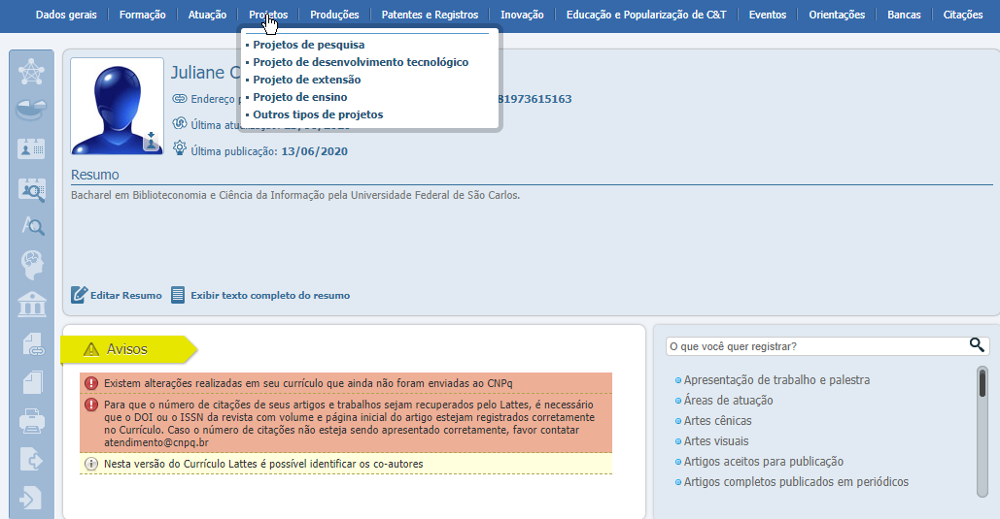 Dados gerais Formação Atuação Projetos Produções Patentes e Registros Inovação Educação e Popularização de C&T Eventos Orientações Bancas Citações
Projetos de pesquisa
Projeto de desenvolvimento tecnológico
Projeto de extensão
Projeto de ensino
Outros tipos de projetos
Juliane
Endereço 81973615163
Última
Última publicação: 13/06/2020
Resumo
Bacharel em Biblioteconomia e Ciência da Informação pela Universidade Federal de São Carlos.
Editar Resumo Exibir texto completo do resumo
Avisos
Existem alterações realizadas em seu currículo que ainda não foram enviadas ao CNPq
Para que o número de citações de seus artigos e trabalhos sejam recuperados pelo Lattes, é necessário
que o DOI ou o ISSN da revista com volume e página inicial do artigo estejam registrados corretamente
no Currículo. Caso o número de citações não esteja sendo apresentado corretamente, favor contatar
atendimento@cnpq.br
Nesta versão do Currículo Lattes é possível identificar os co-autores
O que você quer registrar?
Apresentação de trabalho e palestra
Áreas de atuação
Artes cênicas
Artes visuais
Artigos aceitos para publicação
Artigos completos publicados em periódicos